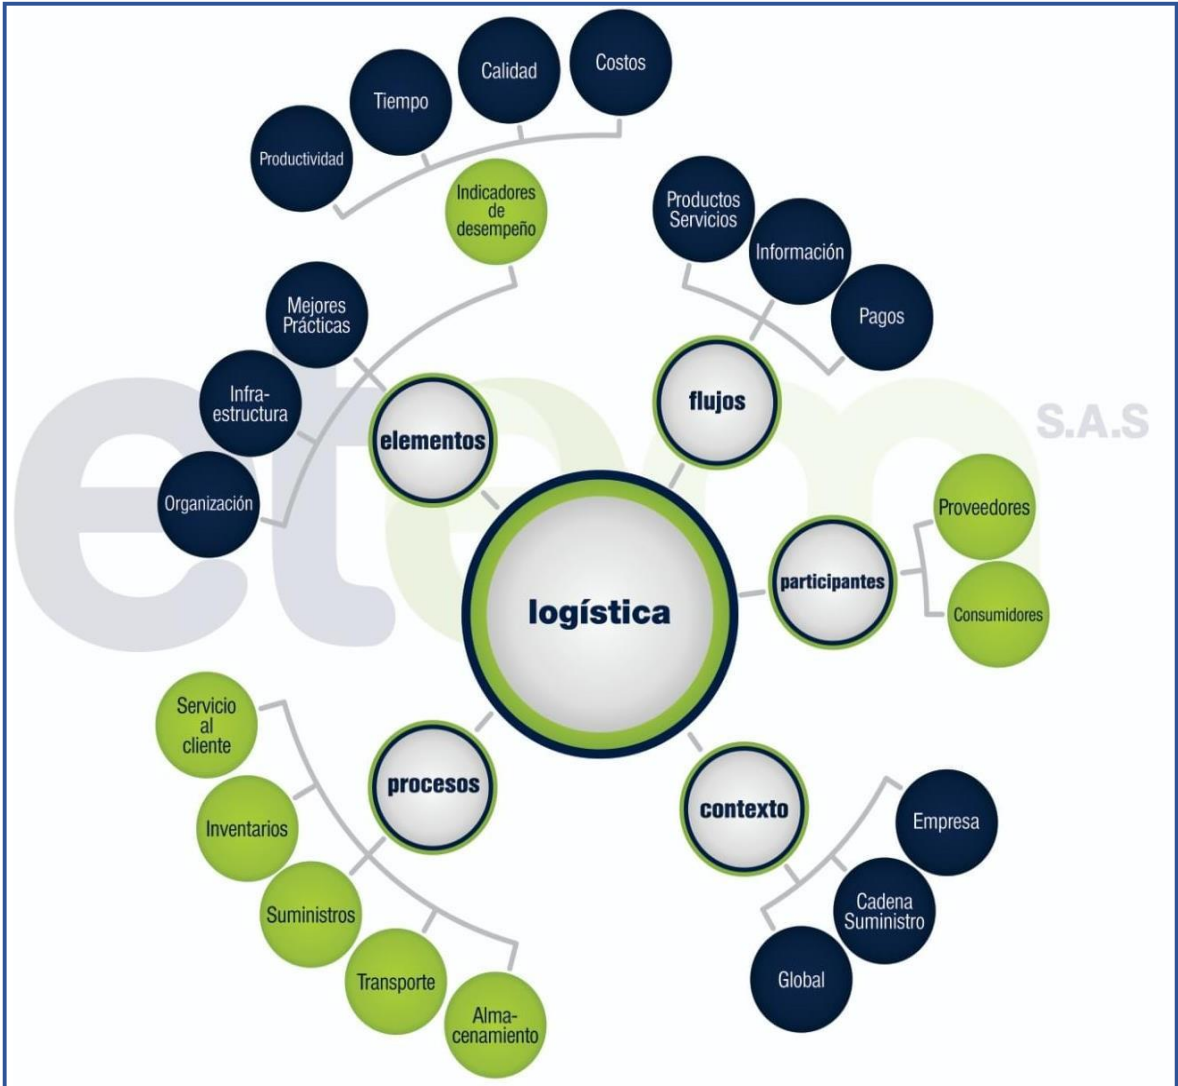 Costos
Calidad
Tiempo
Productividad
Indicadores
de
desempeño
Mejores
Prácticas
Infra-
estructura
Organización
elementos
Productos
Servicios
Información
Pagos
flujos
etem
S.A.S
Proveedores
participantes
Consumidores
logística
Servicio
al
cliente
Inventarios
Suministros
Transporte
Alma-
cenamiento
procesos
contexto
Empresa
Cadena
Suministro
Global